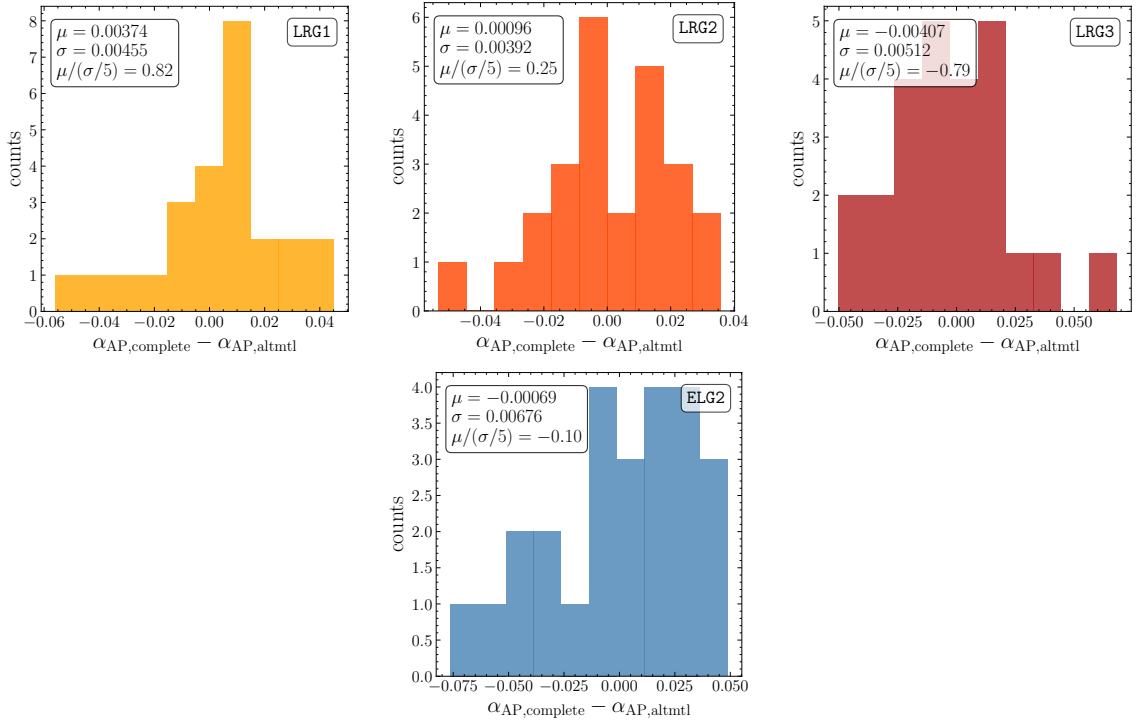 μ = 0.00374
σ = 0.00455
μ/(σ/5) = 0.82
LRG1
counts
8
7
6
5
4
3
2
1
0
−0.06 −0.04 −0.02 0.00 0.02 0.04
α_AP,complete − α_AP,altmtl
μ = 0.00096
σ = 0.00392
μ/(σ/5) = 0.25
LRG2
counts
6
5
4
3
2
1
0
−0.04 −0.02 0.00 0.02 0.04
α_AP,complete − α_AP,altmtl
μ = −0.00407
σ = 0.00512
μ/(σ/5) = −0.79
LRG3
counts
5
4
3
2
1
0
−0.050 −0.025 0.000 0.025 0.050
α_AP,complete − α_AP,altmtl
μ = −0.00069
σ = 0.00676
μ/(σ/5) = −0.10
ELG2
counts
4.0
3.5
3.0
2.5
2.0
1.5
1.0
0.5
0.0
−0.075 −0.050 −0.025 0.000 0.025 0.050
α_AP,complete − α_AP,altmtl